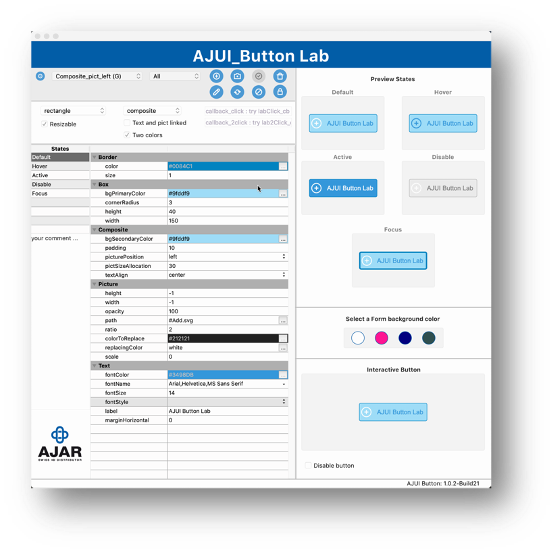 AJUI_Button Lab
Composite_pict_left (G)
All
rectangle
composite
callback_click : try labClick_cb
Resizable
Text and pict linked
callback_2click : try lab2Click_
Two colors
States
Default
Hover
Active
Disable
Focus
your comment ...
Border
color #0084C1 ...
size 1
Box
bgPrimaryColor #9fddf9 ...
cornerRadius 3
height 40
width 150
Composite
bgSecondaryColor #9fddf9 ...
padding 10
picturePosition left
pictSizeAllocation 30
textAlign center
Picture
height -1
width -1
opacity 100
path #Add.svg ...
ratio 2
colorToReplace #212121
replacingColor white ...
scale 0
Text
fontColor #3498DB ...
fontName Arial,Helvetica,MS Sans Serif
fontSize 14
fontStyle
label AJUI Button Lab
marginHorizontal 0
AJAR
Preview States
Default
Hover
AJUI Button Lab
AJUI Button Lab
Active
Disable
AJUI Button Lab
AJUI Button Lab
Focus
AJUI Button Lab
Select a Form background color
Interactive Button
AJUI Button Lab
Disable button
AJUI Button: 1.0.2-Build21